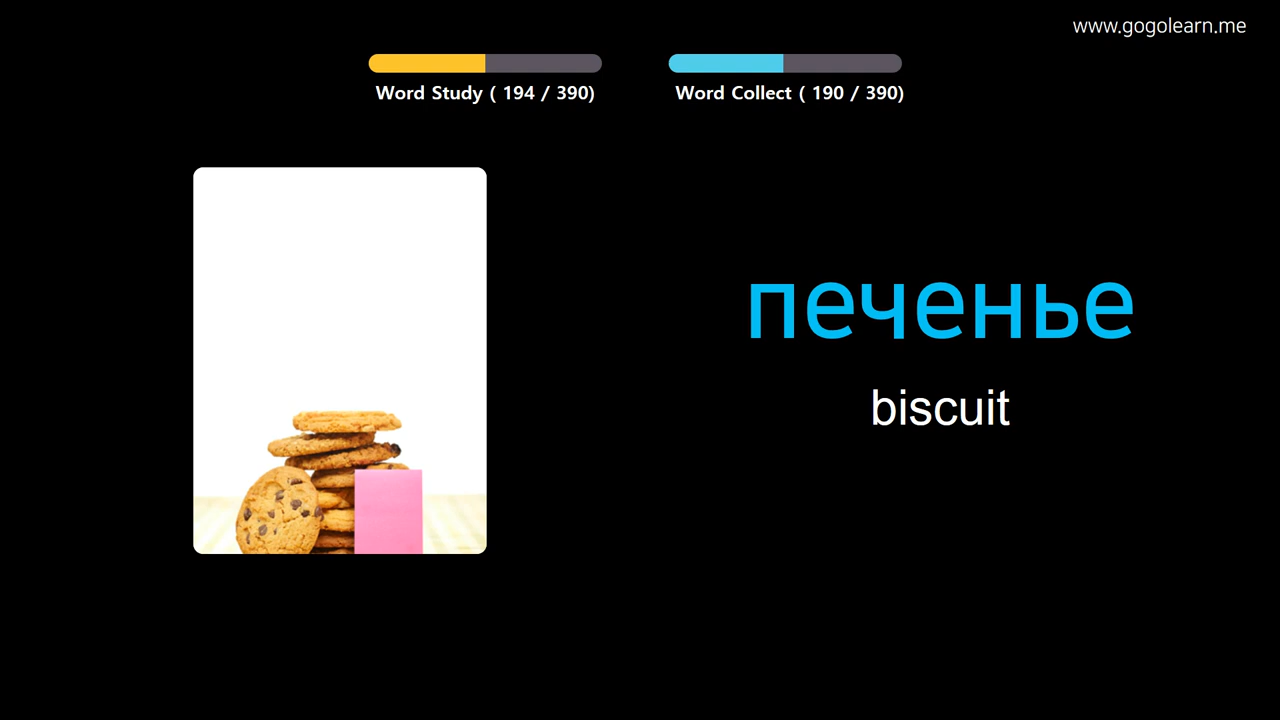 www.gogolearn.me
Word Study ( 194 / 390)
Word Collect ( 190 / 390)
печенье
biscuit